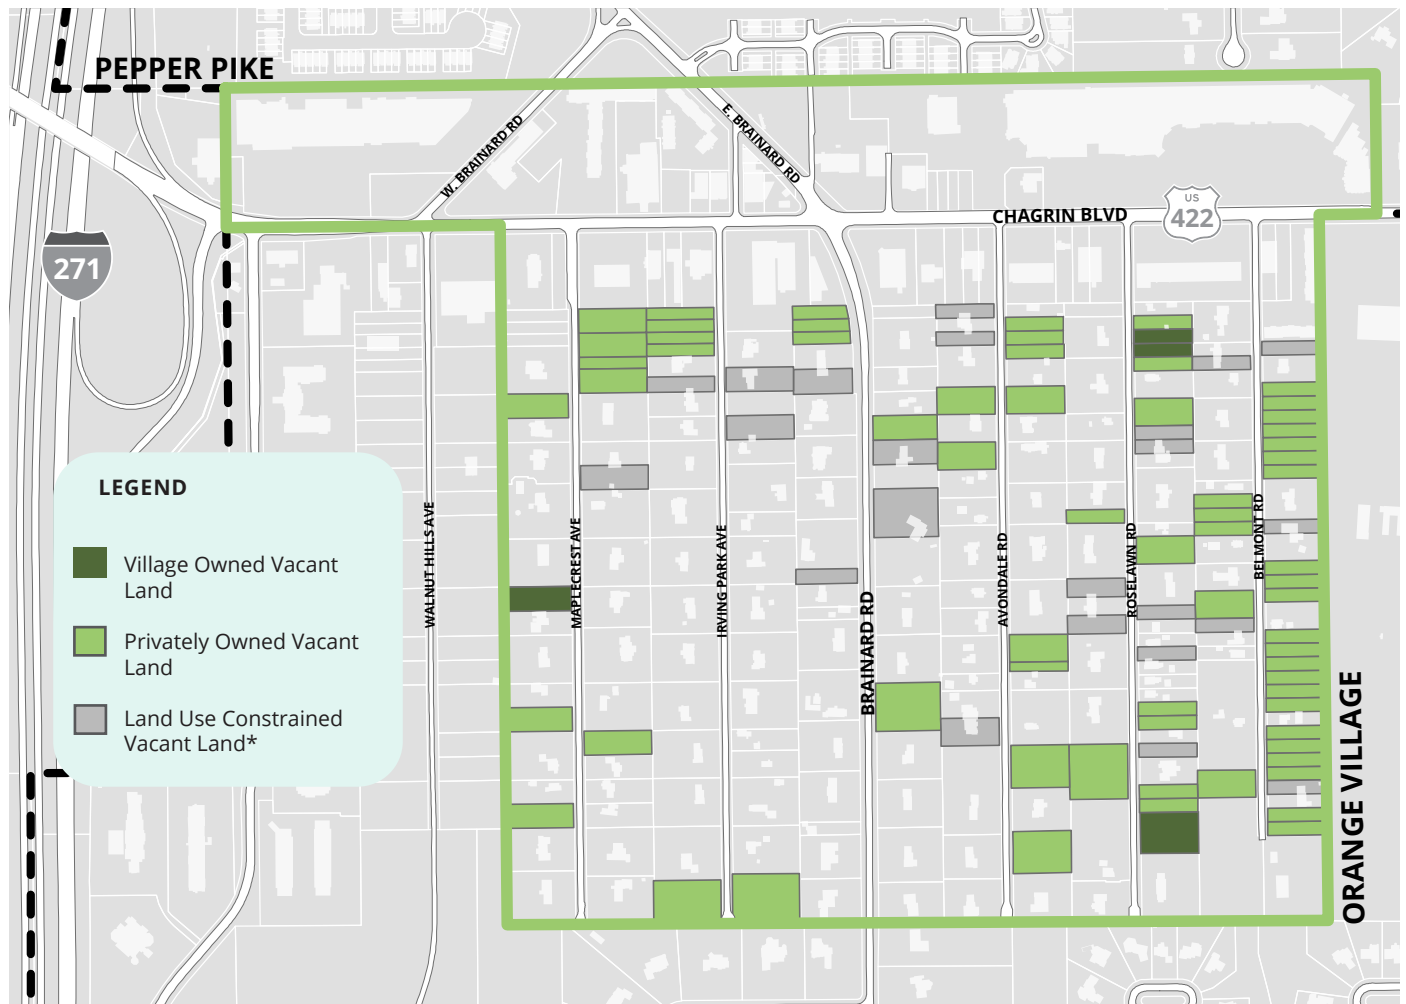 PEPPER PIKE
W. BRAINARD RD
E. BRAINARD RD
CHAGRIN BLVD
US
422
271
LEGEND
Village Owned Vacant
Land
Privately Owned Vacant
Land
Land Use Constrained
Vacant Land*
WALNUT HILLS AVE
MAPLECREST AVE
IRVING PARK AVE
BRAINARD RD
AVONDALE RD
ROSELAWN RD
BELMONT RD
ORANGE VILLAGE